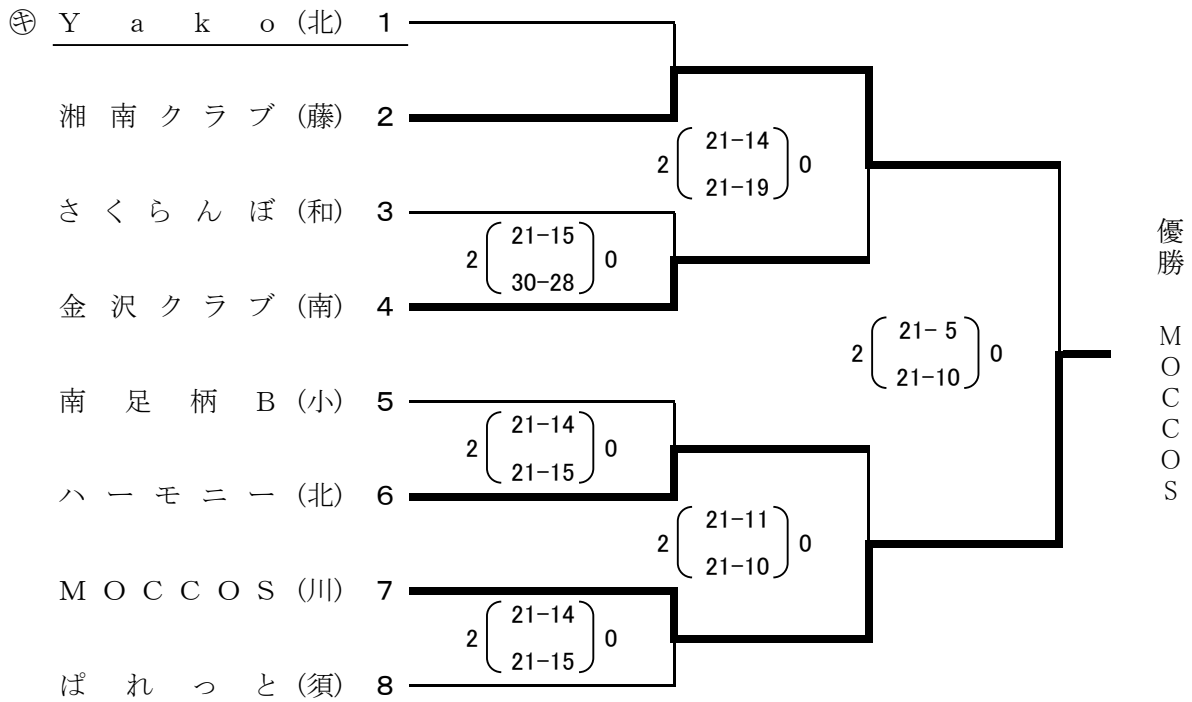 ㋖ Yako (北) 1
湘南クラブ (藤) 2
2 21-14 0
21-19
さくらんぼ (和) 3
2 21-15 0
30-28
金沢クラブ (南) 4
2 21- 5 0
21-10
南足柄B (小) 5
2 21-14 0
21-15
ハーモニー (北) 6
2 21-11 0
21-10
MOCCOS (川) 7
2 21-14 0
21-15
ぱれっと (須) 8
優勝 MOCCOS